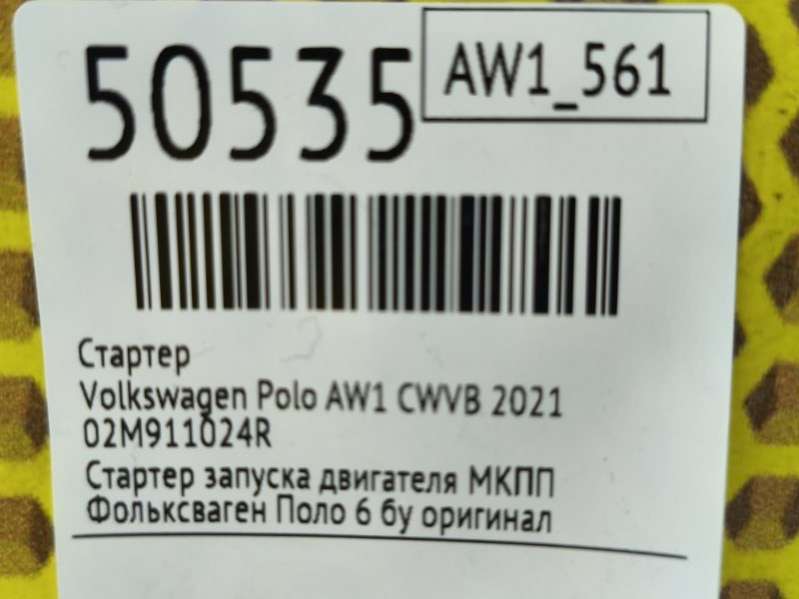 50535
AW1_561
Стартер
Volkswagen Polo AW1 CWVB 2021
02M911024R
Стартер запуска двигателя МКПП
Фольксваген Поло 6 бу оригинал